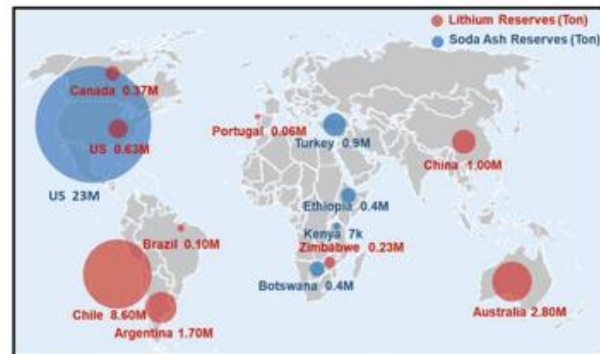 Lithium Reserves (Ton)
Soda Ash Reserves (Ton)
Canada 0.37M
US 0.63M
US 23M
Portugal 0.06M
Turkey 0.9M
China 1.00M
Ethiopia 0.4M
Kenya 7k
Brazil 0.10M
Zimbabwe 0.23M
Botswana 0.4M
Chile 8.60M
Argentina 1.70M
Australia 2.80M